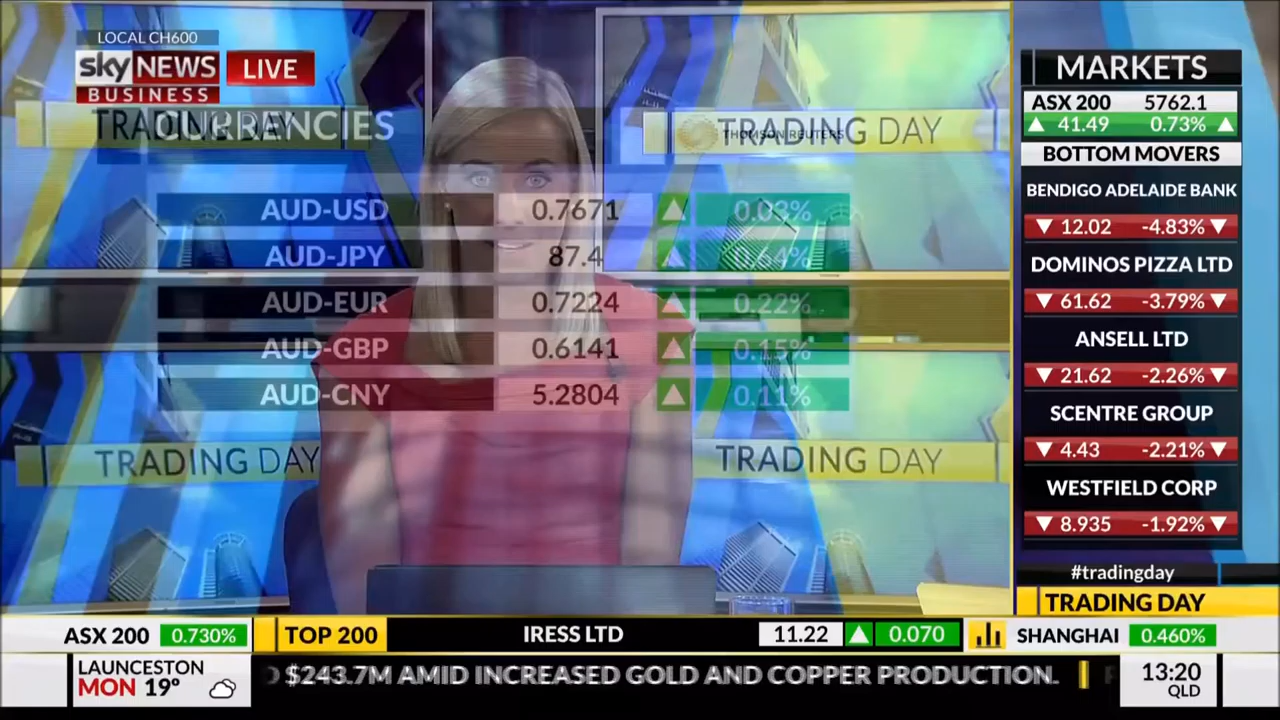 LOCAL CH600
sky NEWS
LIVE
BUSINESS
TRADING DAY
CURRENCIES
THOMSON REUTERS
TRADING DAY
AUD-USD 0.7671 ▲ 0.03%
AUD-JPY 87.4 ▲ 0.64%
AUD-EUR 0.7224 ▲ 0.22%
AUD-GBP 0.6141 ▲ 0.15%
AUD-CNY 5.2804 ▲ 0.11%
TRADING DAY
TRADING DAY
MARKETS
ASX 200 5762.1
▲ 41.49 0.73% ▲
BOTTOM MOVERS
BENDIGO ADELAIDE BANK
▼ 12.02 -4.83% ▼
DOMINOS PIZZA LTD
▼ 61.62 -3.79% ▼
ANSELL LTD
▼ 21.62 -2.26% ▼
SCENTRE GROUP
▼ 4.43 -2.21% ▼
WESTFIELD CORP
▼ 8.935 -1.92% ▼
#tradingday
TRADING DAY
ASX 200 0.730% TOP 200 IRESS LTD 11.22 ▲ 0.070 SHANGHAI 0.460%
LAUNCESTON
MON 19°
$243.7M AMID INCREASED GOLD AND COPPER PRODUCTION.
13:20
QLD